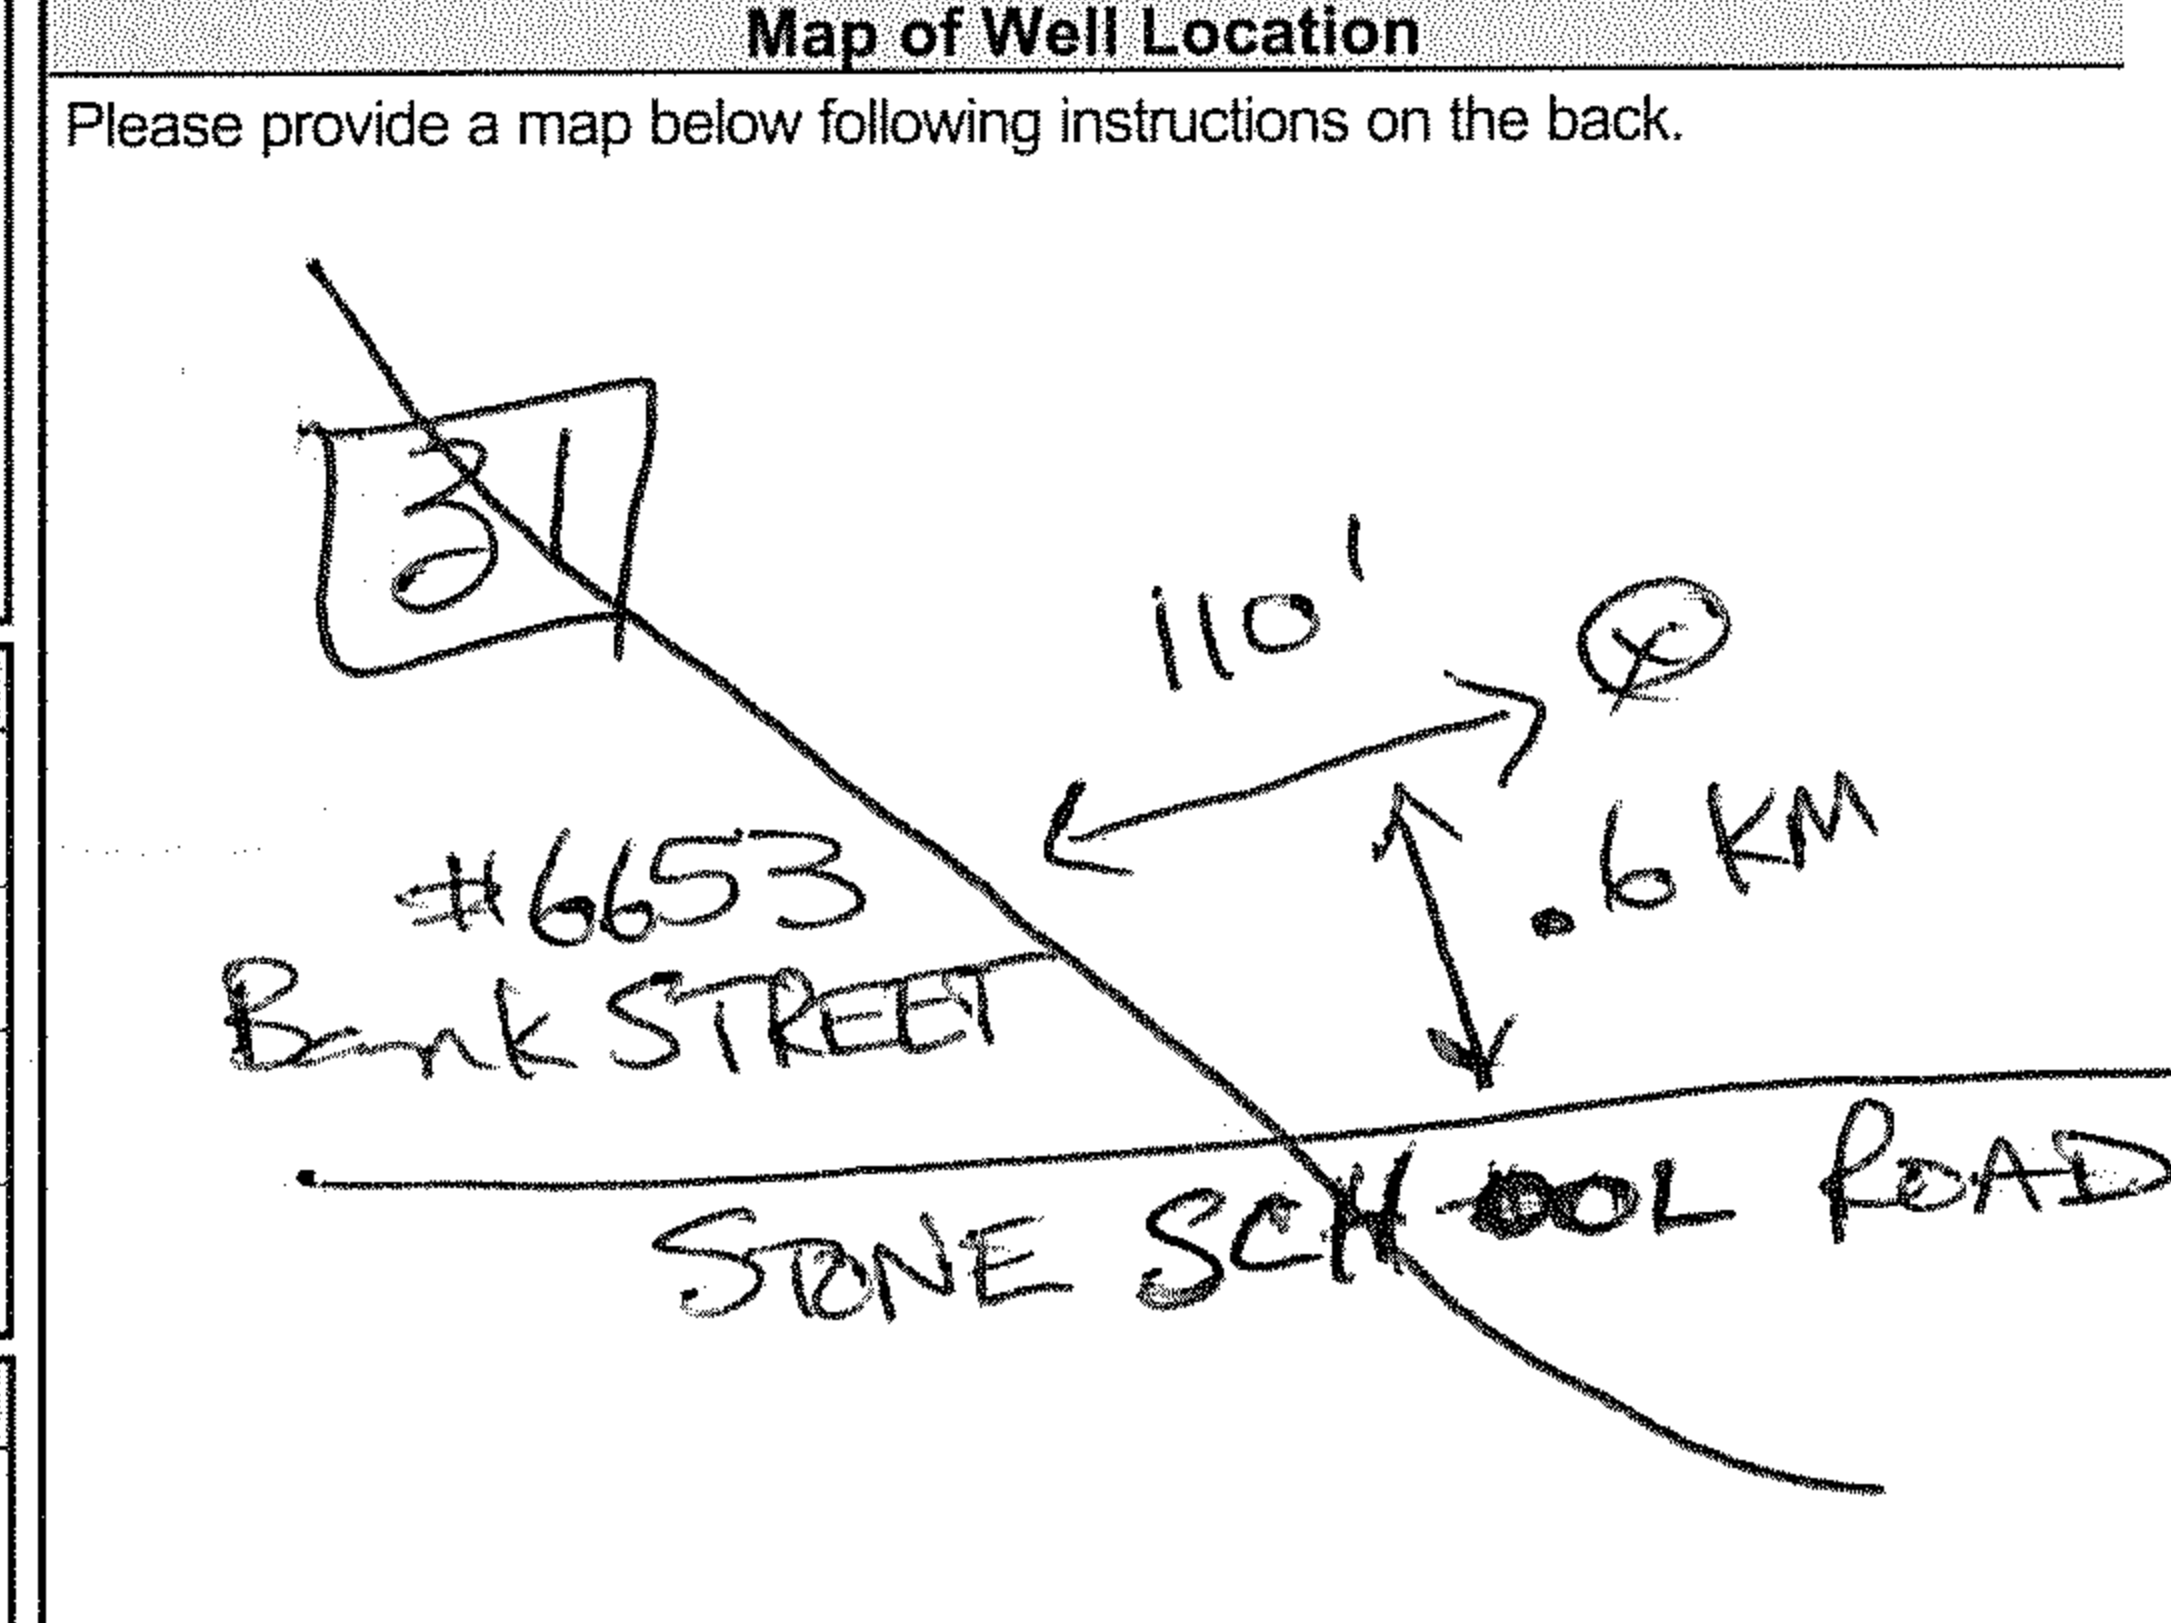 Map of Well Location
Please provide a map below following instructions on the back.
31
110'
.6 KM
#6653
Bank STREET
STONE SCHOOL ROAD